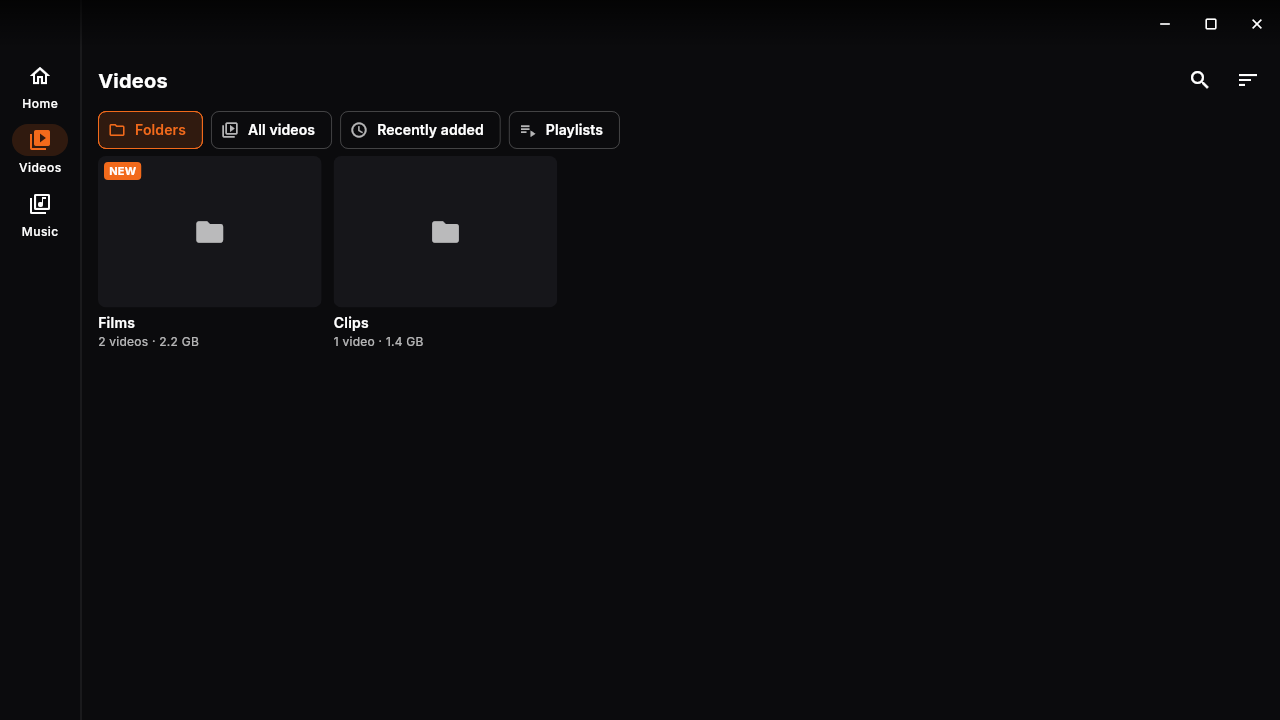 Home
Videos
Music
Videos
Folders
All videos
Recently added
Playlists
NEW
Films
2 videos · 2.2 GB
Clips
1 video · 1.4 GB